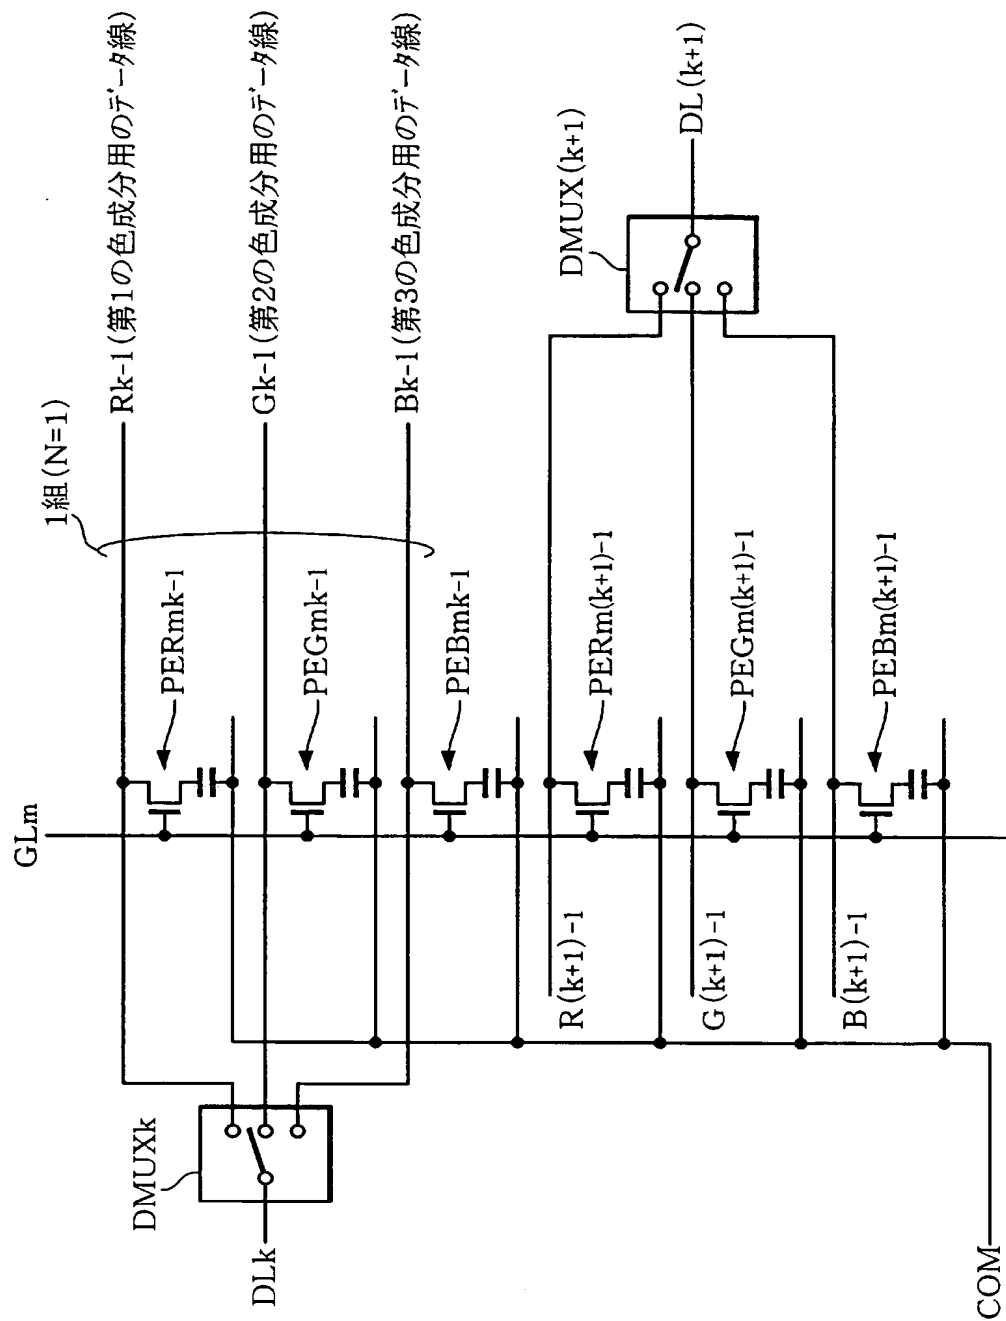 GLm
1組(N=1)
Rk-1(第1の色成分用のデータ線)
Gk-1(第2の色成分用のデータ線)
Bk-1(第3の色成分用のデータ線)
PERmk-1
PEGmk-1
PEBmk-1
PERm(k+1)-1
PEGm(k+1)-1
PEBm(k+1)-1
DMUXk
DLk
R(k+1)-1
G(k+1)-1
B(k+1)-1
DMUX(k+1)
DL(k+1)
COM